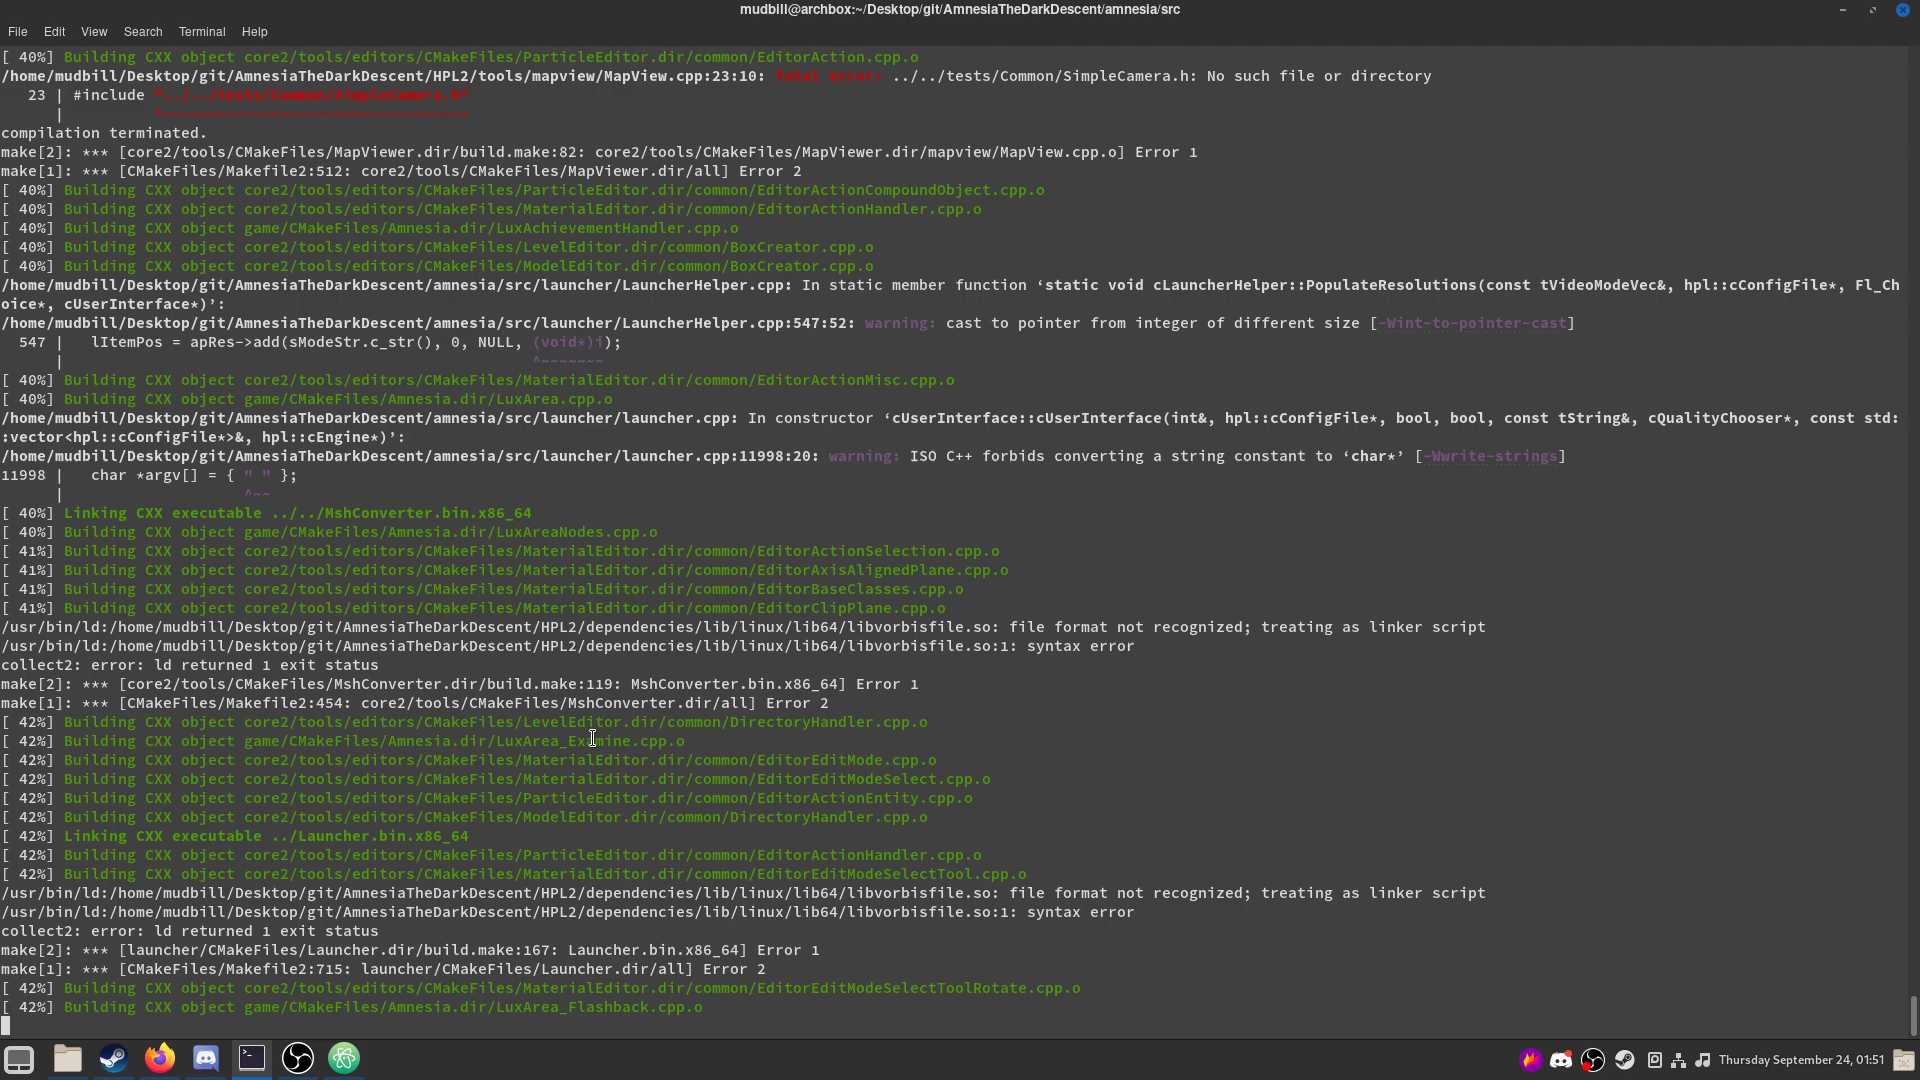 mudbill@archbox:~/Desktop/git/AmnesiaTheDarkDescent/amnesia/src
File Edit View Search Terminal Help
[ 40%] Building CXX object core2/tools/editors/CMakeFiles/ParticleEditor.dir/common/EditorAction.cpp.o
/home/mudbill/Desktop/git/AmnesiaTheDarkDescent/HPL2/tools/mapview/MapView.cpp:23:10: fatal error: ../../tests/Common/SimpleCamera.h: No such file or directory
   23 | #include "../../tests/Common/SimpleCamera.h"
      |          ^~~~~~~~~~~~~~~~~~~~~~~~~~~~~~~~~~~
compilation terminated.
make[2]: *** [core2/tools/CMakeFiles/MapViewer.dir/build.make:82: core2/tools/CMakeFiles/MapViewer.dir/mapview/MapView.cpp.o] Error 1
make[1]: *** [CMakeFiles/Makefile2:512: core2/tools/CMakeFiles/MapViewer.dir/all] Error 2
[ 40%] Building CXX object core2/tools/editors/CMakeFiles/ParticleEditor.dir/common/EditorActionCompoundObject.cpp.o
[ 40%] Building CXX object core2/tools/editors/CMakeFiles/MaterialEditor.dir/common/EditorActionHandler.cpp.o
[ 40%] Building CXX object game/CMakeFiles/Amnesia.dir/LuxAchievementHandler.cpp.o
[ 40%] Building CXX object core2/tools/editors/CMakeFiles/LevelEditor.dir/common/BoxCreator.cpp.o
[ 40%] Building CXX object core2/tools/editors/CMakeFiles/ModelEditor.dir/common/BoxCreator.cpp.o
/home/mudbill/Desktop/git/AmnesiaTheDarkDescent/amnesia/src/launcher/LauncherHelper.cpp: In static member function ‘static void cLauncherHelper::PopulateResolutions(const tVideoModeVec&, hpl::cConfigFile*, Fl_Ch
oice*, cUserInterface*)’:
/home/mudbill/Desktop/git/AmnesiaTheDarkDescent/amnesia/src/launcher/LauncherHelper.cpp:547:52: warning: cast to pointer from integer of different size [-Wint-to-pointer-cast]
  547 |   lItemPos = apRes->add(sModeStr.c_str(), 0, NULL, (void*)i);
      |                                                    ^~~~~~~~
[ 40%] Building CXX object core2/tools/editors/CMakeFiles/MaterialEditor.dir/common/EditorActionMisc.cpp.o
[ 40%] Building CXX object game/CMakeFiles/Amnesia.dir/LuxArea.cpp.o
/home/mudbill/Desktop/git/AmnesiaTheDarkDescent/amnesia/src/launcher/launcher.cpp: In constructor ‘cUserInterface::cUserInterface(int&, hpl::cConfigFile*, bool, bool, const tString&, cQualityChooser*, const std:
:vector<hpl::cConfigFile*>&, hpl::cEngine*)’:
/home/mudbill/Desktop/git/AmnesiaTheDarkDescent/amnesia/src/launcher/launcher.cpp:11998:20: warning: ISO C++ forbids converting a string constant to ‘char*’ [-Wwrite-strings]
11998 |   char *argv[] = { " " };
      |                    ^~~
[ 40%] Linking CXX executable ../../MshConverter.bin.x86_64
[ 40%] Building CXX object game/CMakeFiles/Amnesia.dir/LuxAreaNodes.cpp.o
[ 41%] Building CXX object core2/tools/editors/CMakeFiles/MaterialEditor.dir/common/EditorActionSelection.cpp.o
[ 41%] Building CXX object core2/tools/editors/CMakeFiles/MaterialEditor.dir/common/EditorAxisAlignedPlane.cpp.o
[ 41%] Building CXX object core2/tools/editors/CMakeFiles/MaterialEditor.dir/common/EditorBaseClasses.cpp.o
[ 41%] Building CXX object core2/tools/editors/CMakeFiles/MaterialEditor.dir/common/EditorClipPlane.cpp.o
/usr/bin/ld:/home/mudbill/Desktop/git/AmnesiaTheDarkDescent/HPL2/dependencies/lib/linux/lib64/libvorbisfile.so: file format not recognized; treating as linker script
/usr/bin/ld:/home/mudbill/Desktop/git/AmnesiaTheDarkDescent/HPL2/dependencies/lib/linux/lib64/libvorbisfile.so:1: syntax error
collect2: error: ld returned 1 exit status
make[2]: *** [core2/tools/CMakeFiles/MshConverter.dir/build.make:119: MshConverter.bin.x86_64] Error 1
make[1]: *** [CMakeFiles/Makefile2:454: core2/tools/CMakeFiles/MshConverter.dir/all] Error 2
[ 42%] Building CXX object core2/tools/editors/CMakeFiles/LevelEditor.dir/common/DirectoryHandler.cpp.o
[ 42%] Building CXX object game/CMakeFiles/Amnesia.dir/LuxArea_Examine.cpp.o
[ 42%] Building CXX object core2/tools/editors/CMakeFiles/MaterialEditor.dir/common/EditorEditMode.cpp.o
[ 42%] Building CXX object core2/tools/editors/CMakeFiles/MaterialEditor.dir/common/EditorEditModeSelect.cpp.o
[ 42%] Building CXX object core2/tools/editors/CMakeFiles/ParticleEditor.dir/common/EditorActionEntity.cpp.o
[ 42%] Building CXX object core2/tools/editors/CMakeFiles/ModelEditor.dir/common/DirectoryHandler.cpp.o
[ 42%] Linking CXX executable ../Launcher.bin.x86_64
[ 42%] Building CXX object core2/tools/editors/CMakeFiles/ParticleEditor.dir/common/EditorActionHandler.cpp.o
[ 42%] Building CXX object core2/tools/editors/CMakeFiles/MaterialEditor.dir/common/EditorEditModeSelectTool.cpp.o
/usr/bin/ld:/home/mudbill/Desktop/git/AmnesiaTheDarkDescent/HPL2/dependencies/lib/linux/lib64/libvorbisfile.so: file format not recognized; treating as linker script
/usr/bin/ld:/home/mudbill/Desktop/git/AmnesiaTheDarkDescent/HPL2/dependencies/lib/linux/lib64/libvorbisfile.so:1: syntax error
collect2: error: ld returned 1 exit status
make[2]: *** [launcher/CMakeFiles/Launcher.dir/build.make:167: Launcher.bin.x86_64] Error 1
make[1]: *** [CMakeFiles/Makefile2:715: launcher/CMakeFiles/Launcher.dir/all] Error 2
[ 42%] Building CXX object core2/tools/editors/CMakeFiles/MaterialEditor.dir/common/EditorEditModeSelectToolRotate.cpp.o
[ 42%] Building CXX object game/CMakeFiles/Amnesia.dir/LuxArea_Flashback.cpp.o
Thursday September 24, 01:51